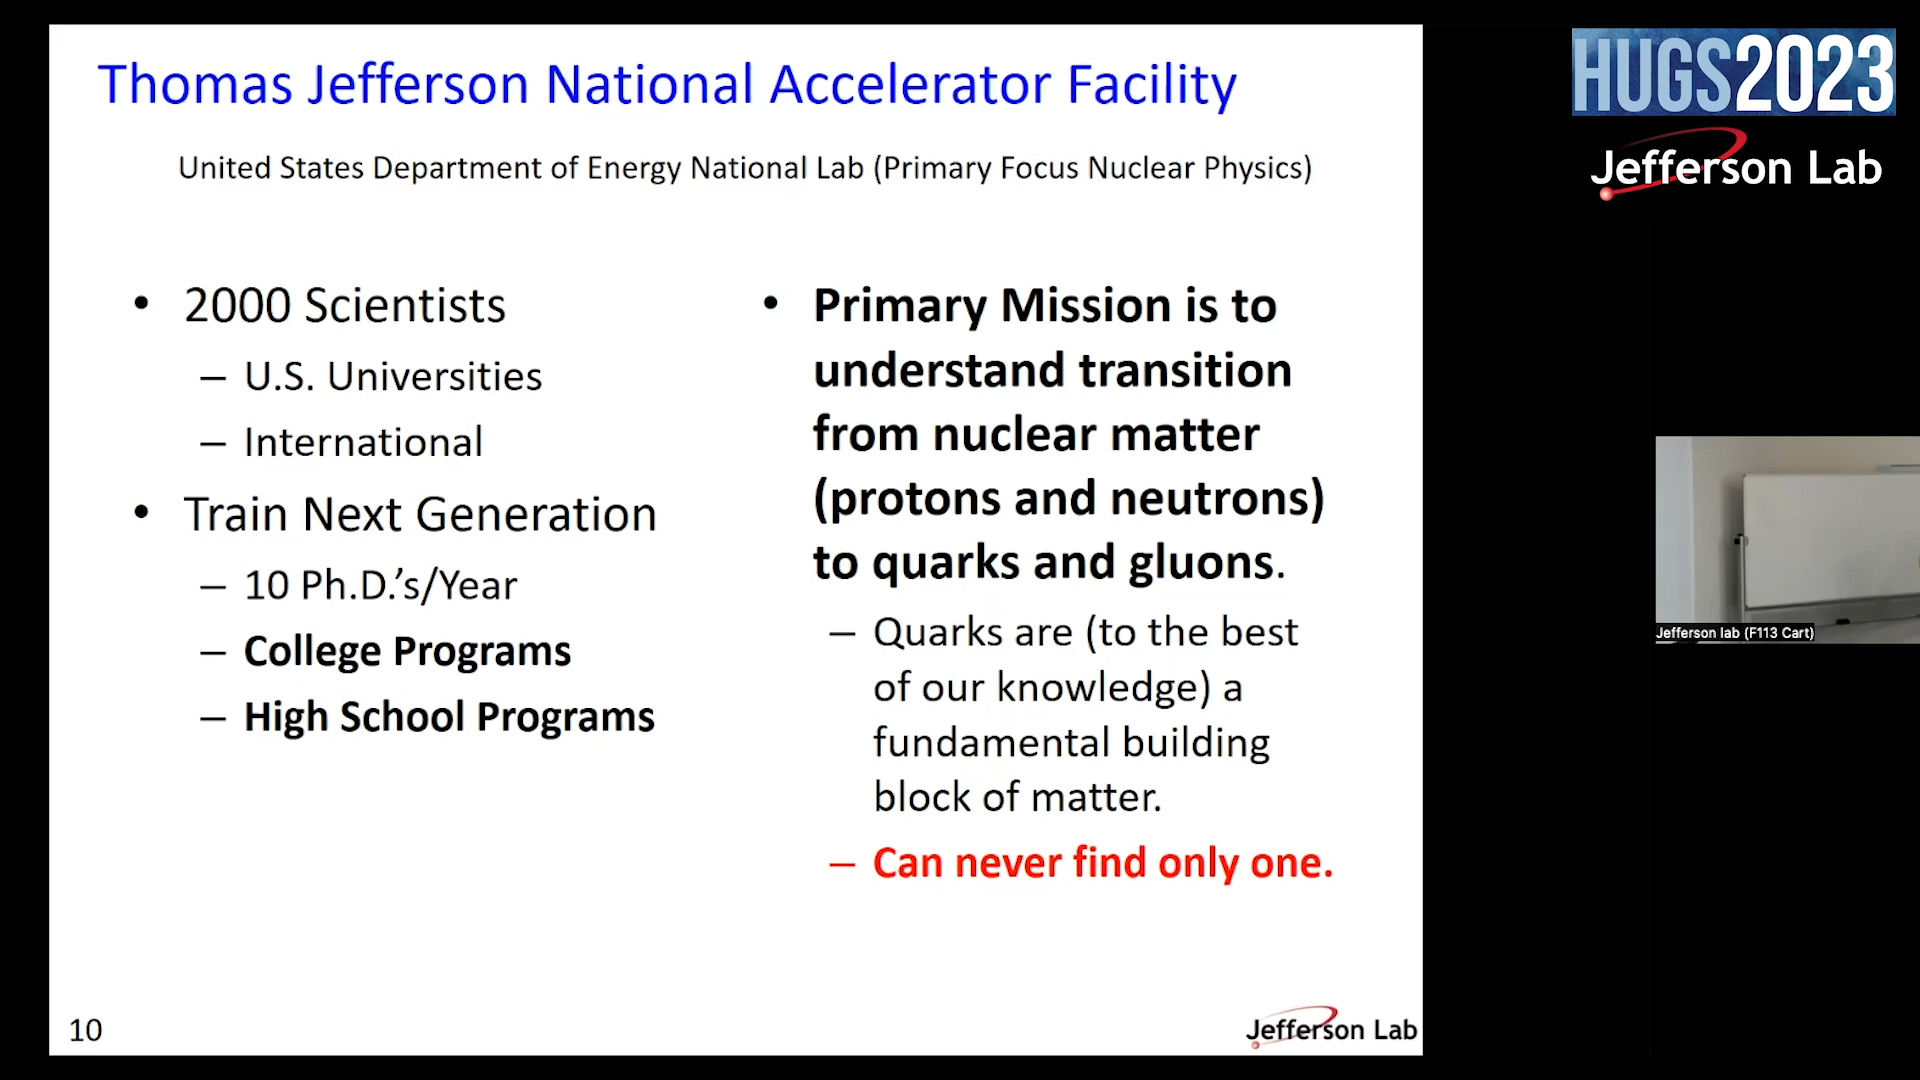 Thomas Jefferson National Accelerator Facility
United States Department of Energy National Lab (Primary Focus Nuclear Physics)
• 2000 Scientists
– U.S. Universities
– International
• Train Next Generation
– 10 Ph.D.'s/Year
– College Programs
– High School Programs
• Primary Mission is to
understand transition
from nuclear matter
(protons and neutrons)
to quarks and gluons.
– Quarks are (to the best
of our knowledge) a
fundamental building
block of matter.
– Can never find only one.
10
Jefferson Lab
HUGS2023
Jefferson Lab
Jefferson lab (F113 Cart)